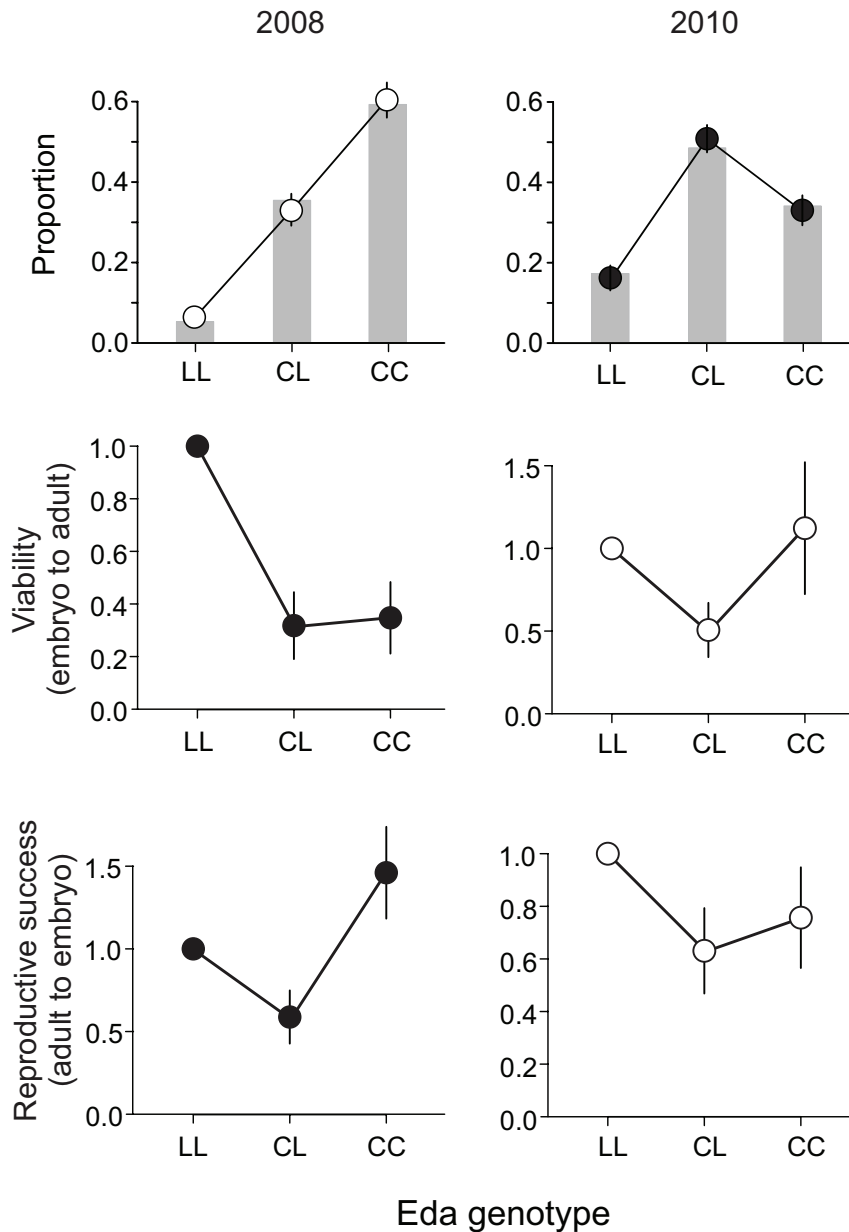 2008
2010
Proportion
0.6
0.4
0.2
0.0
LL CL CC
0.6
0.4
0.2
0.0
LL CL CC
Viability
(embryo to adult)
1.0
0.8
0.6
0.4
0.2
0.0
LL CL CC
1.5
1.0
0.5
0.0
LL CL CC
Reproductive success
(adult to embryo)
1.5
1.0
0.5
0.0
LL CL CC
1.0
0.8
0.6
0.4
0.2
0.0
LL CL CC
Eda genotype